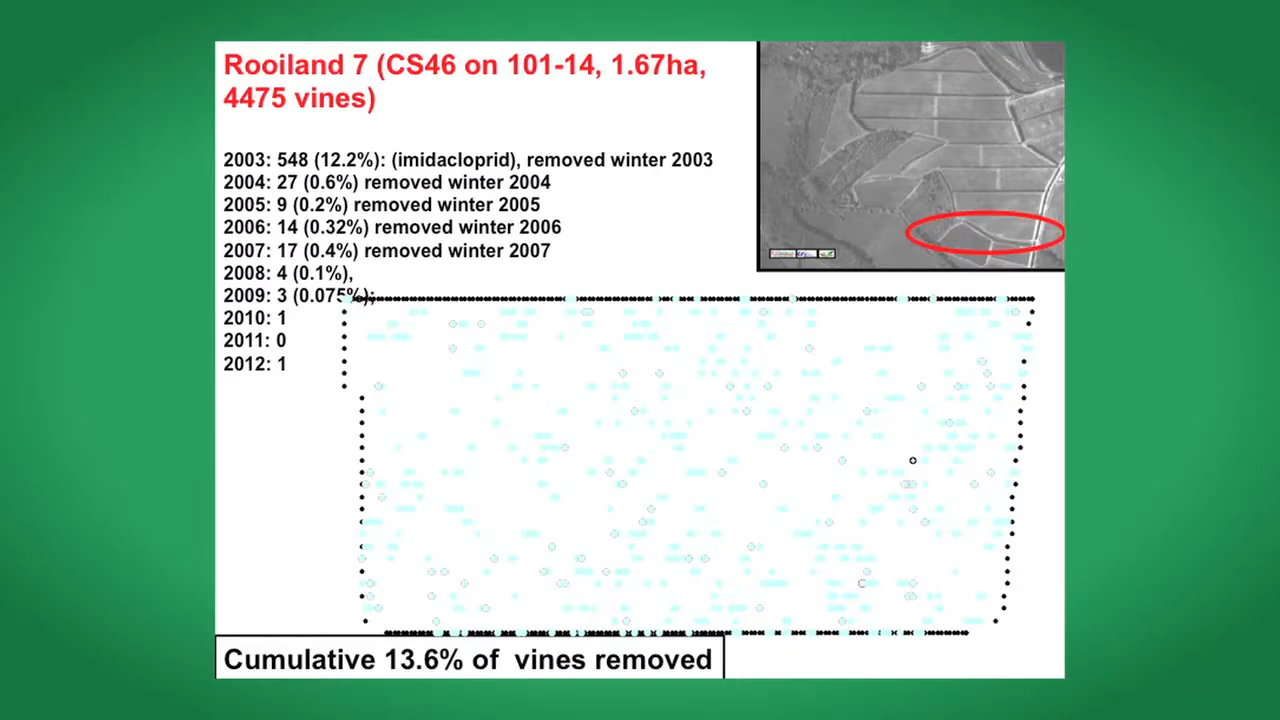 Rooiland 7 (CS46 on 101-14, 1.67ha,
4475 vines)
2003: 548 (12.2%): (imidacloprid), removed winter 2003
2004: 27 (0.6%) removed winter 2004
2005: 9 (0.2%) removed winter 2005
2006: 14 (0.32%) removed winter 2006
2007: 17 (0.4%) removed winter 2007
2008: 4 (0.1%),
2009: 3 (0.075%);
2010: 1
2011: 0
2012: 1
Cumulative 13.6% of vines removed